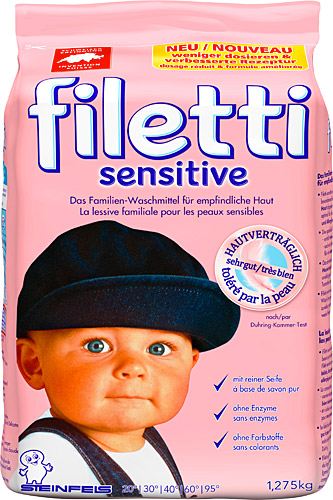 NEU / NOUVEAU
weniger dosieren &
verbesserte Rezeptur
dosage réduit & formule améliorée
filetti
sensitive
Das Familien-Waschmittel für empfindliche Haut
La lessive familiale pour les peaux sensibles
HAUTVERTRÄGLICH
sehr gut/très bien
toléré par la peau
nach/par
Duhring-Kammer-Test
mit reiner Seife
à base de savon pur
ohne Enzyme
sans enzymes
ohne Farbstoffe
sans colorants
STEINFELS
20° 30° 40° 60° 95°
1,275kg